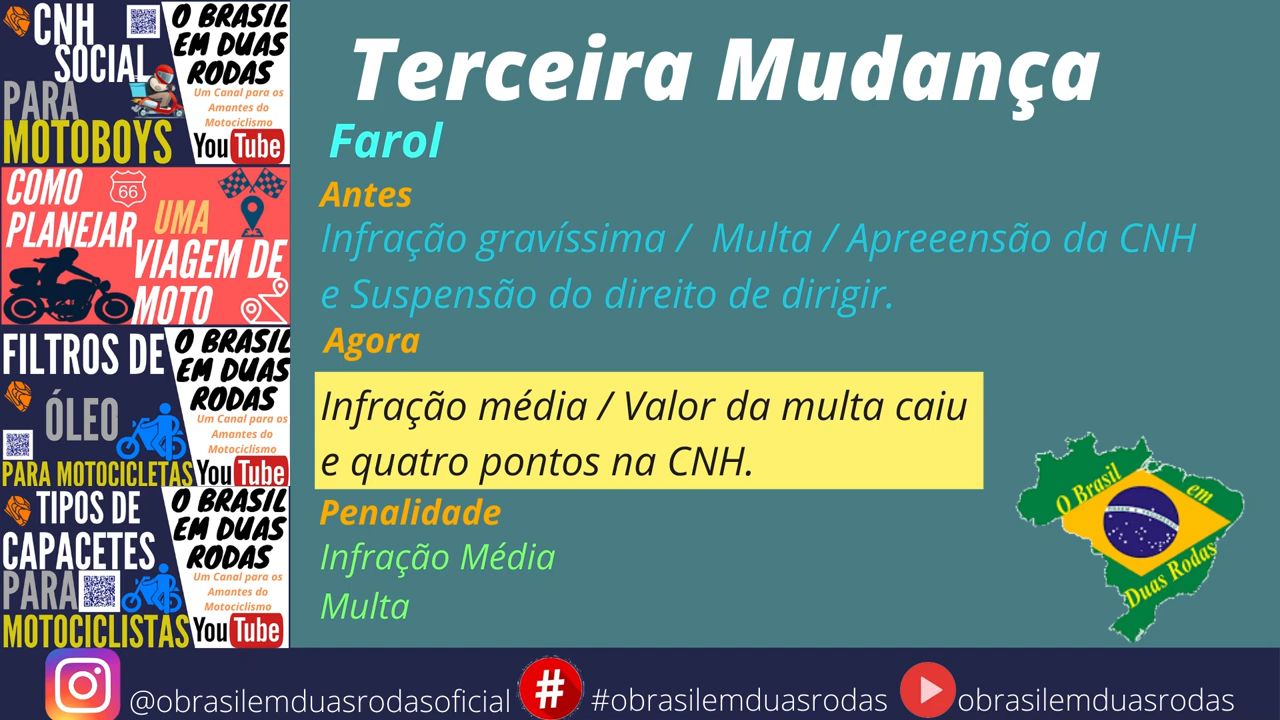 CNH
SOCIAL
PARA
MOTOBOYS
O BRASIL
EM DUAS
RODAS
Um Canal para os
Amantes do
Motociclismo
YouTube
COMO
PLANEJAR
UMA
VIAGEM DE
MOTO
66
FILTROS DE
ÓLEO
PARA MOTOCICLETAS
O BRASIL
EM DUAS
RODAS
Um Canal para os
Amantes do
Motociclismo
YouTube
TIPOS DE
CAPACETES
PARA
MOTOCICLISTAS
O BRASIL
EM DUAS
RODAS
Um Canal para os
Amantes do
Motociclismo
YouTube
Terceira Mudança
Farol
Antes
Infração gravíssima / Multa / Apreeensão da CNH
e Suspensão do direito de dirigir.
Agora
Infração média / Valor da multa caiu
e quatro pontos na CNH.
Penalidade
Infração Média
Multa
O Brasil
em
Duas Rodas
@obrasilemduasrodasoficial
#
#obrasilemduasrodas
obrasilemduasrodas